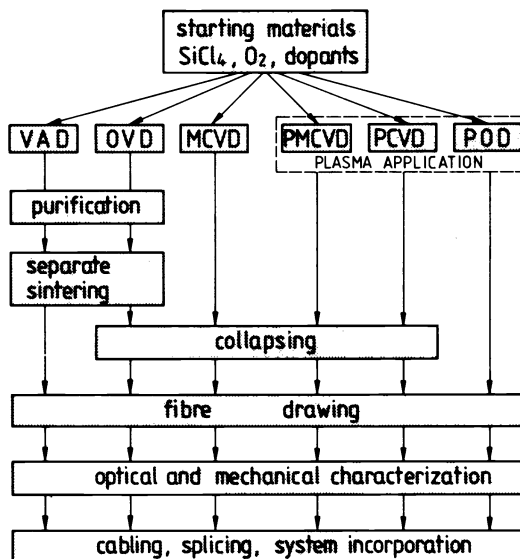 starting materials
SiCl4, O2, dopants
VAD OVD MCVD PMCVD PCVD POD
PLASMA APPLICATION
purification
separate
sintering
collapsing
fibre drawing
optical and mechanical characterization
cabling, splicing, system incorporation